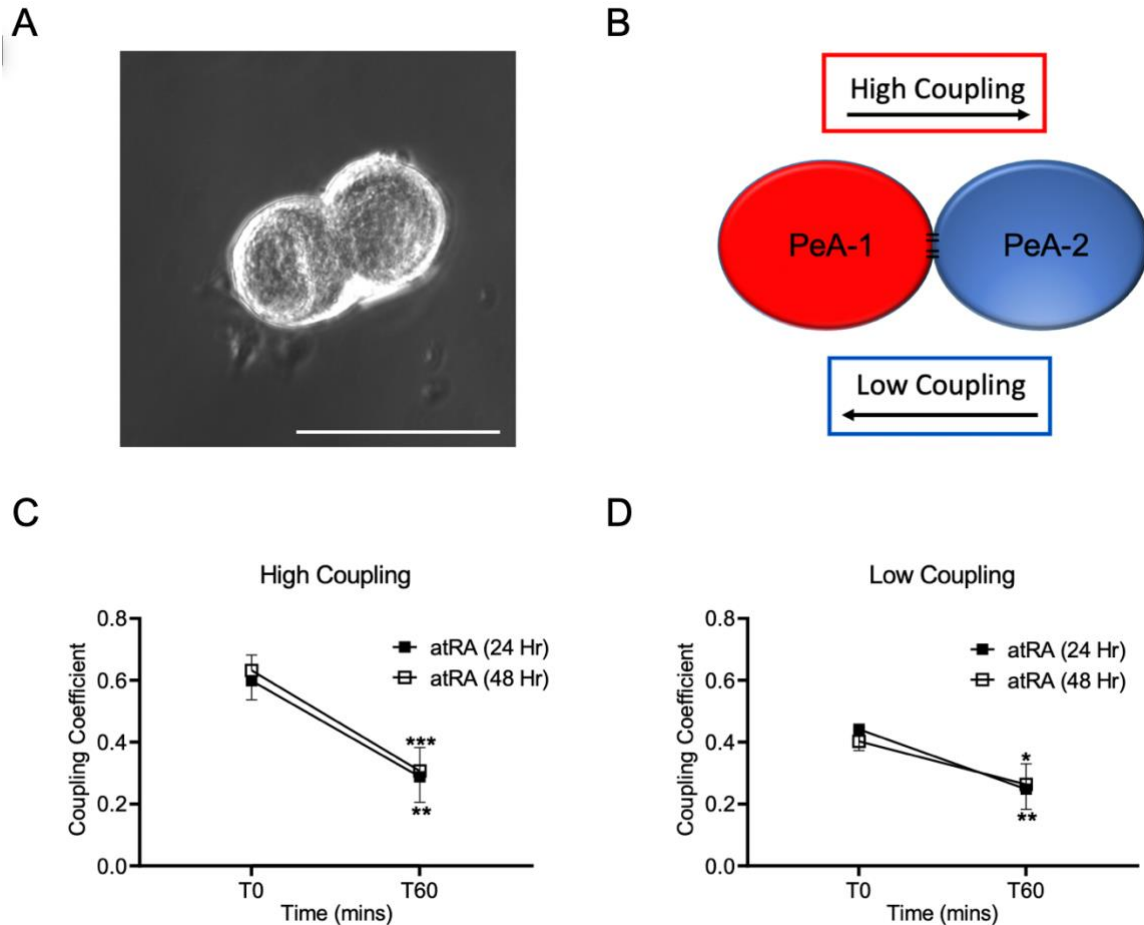 A
B
High Coupling
PeA-1
PeA-2
Low Coupling
C
D
High Coupling
0.8
0.6
0.4
0.2
0.0
Coupling Coefficient
atRA (24 Hr)
atRA (48 Hr)
***
**
T0
T60
Time (mins)
Low Coupling
0.8
0.6
0.4
0.2
0.0
Coupling Coefficient
atRA (24 Hr)
atRA (48 Hr)
*
**
T0
T60
Time (mins)